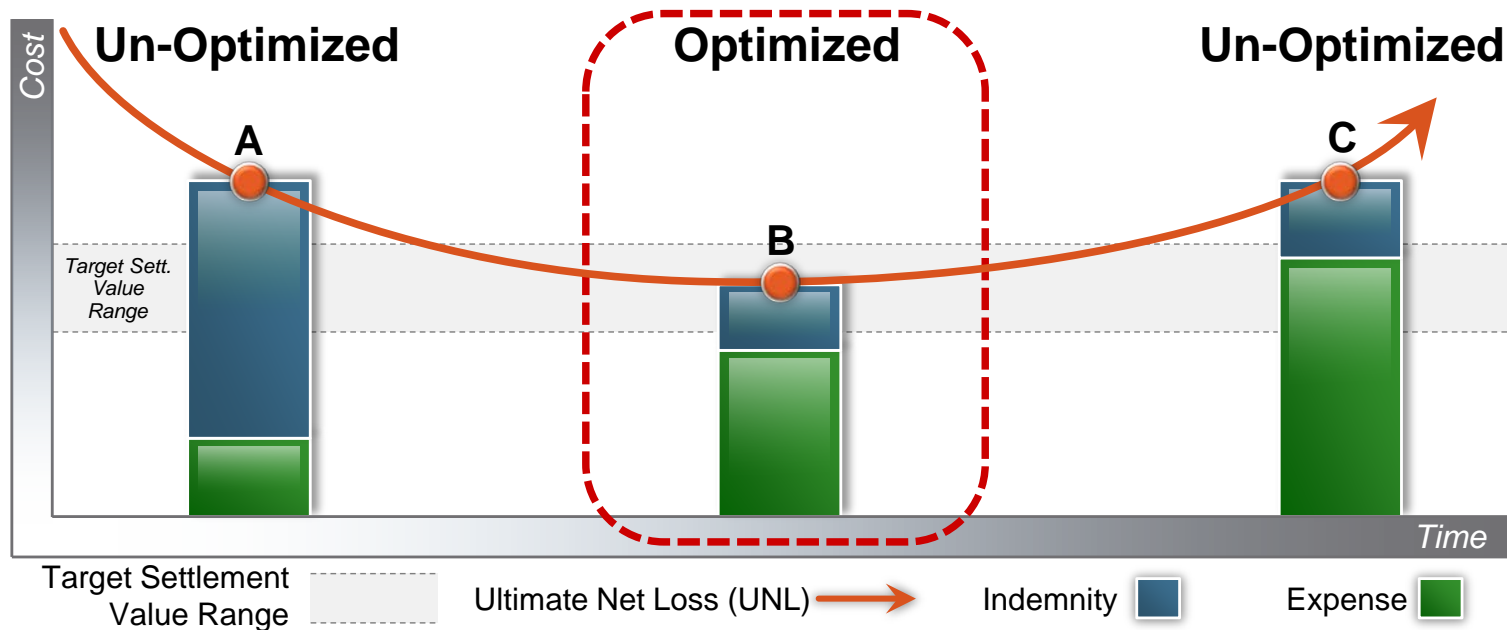 Cost
Un-Optimized
Optimized
Un-Optimized
A
B
C
Target Sett.
Value
Range
Time
Target Settlement
Value Range
Ultimate Net Loss (UNL)
Indemnity
Expense